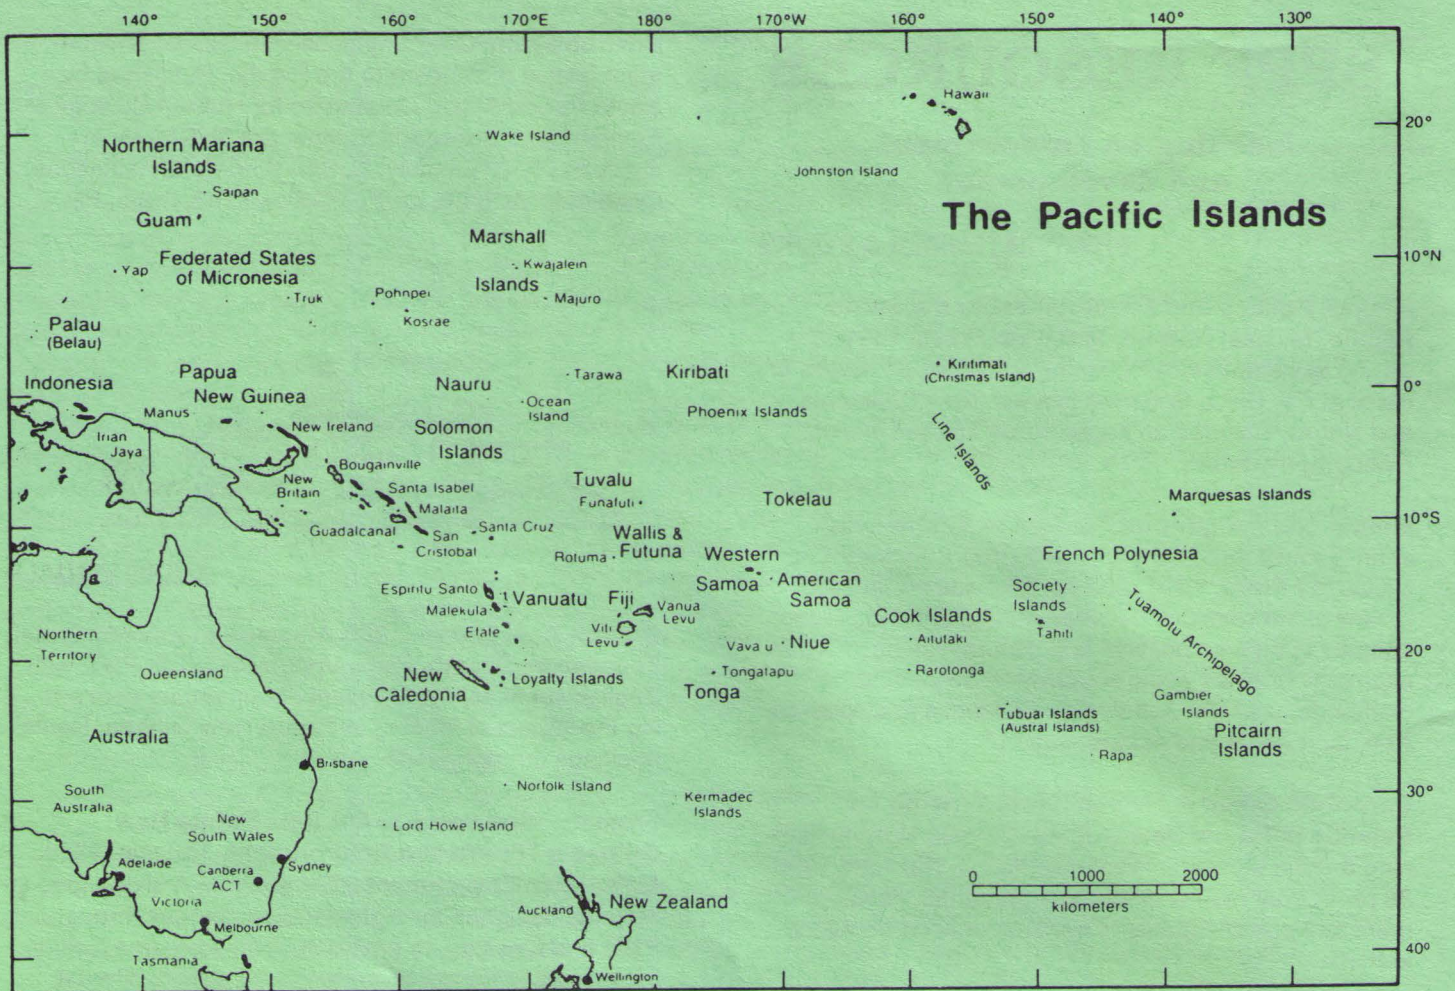 140°
150°
160°
170°E
180°
170°W
160°
150°
140°
130°
Hawaii
20°
Wake Island
Northern Mariana
Islands
Saipan
Johnston Island
The Pacific Islands
Guam
Marshall
Islands
Kwajalein
Majuro
10°N
Federated States
of Micronesia
Yap
Truk
Pohnpei
Kosrae
Palau
(Belau)
Kiritimati
(Christmas Island)
Indonesia
Papua
New Guinea
Nauru
Tarawa
Kiribati
0°
Manus
Ocean
Island
Phoenix Islands
Line Islands
New Ireland
Solomon
Islands
Irian
Jaya
Bougainville
New
Britain
Santa Isabel
Malaita
Tuvalu
Funafuti
Tokelau
Marquesas Islands
10°S
Guadalcanal
San
Cristobal
Santa Cruz
Wallis &
Futuna
Rotuma
Western
Samoa
American
Samoa
French Polynesia
Society
Islands
Tahiti
Tuamotu Archipelago
Espiritu Santo
Malekula
Efate
Vanuatu
Fiji
Vanua
Levu
Viti
Levu
Cook Islands
Aitutaki
Northern
Territory
Vava u
Niue
20°
Queensland
New
Caledonia
Loyalty Islands
Tongatapu
Tonga
Rarotonga
Gambier
Islands
Tubuai Islands
(Austral Islands)
Pitcairn
Islands
Rapa
Australia
Brisbane
South
Australia
Norfolk Island
Kermadec
Islands
30°
New
South Wales
Lord Howe Island
Adelaide
Canberra
ACT
Sydney
0
1000
2000
kilometers
Victoria
Melbourne
Auckland
New Zealand
40°
Tasmania
Wellington